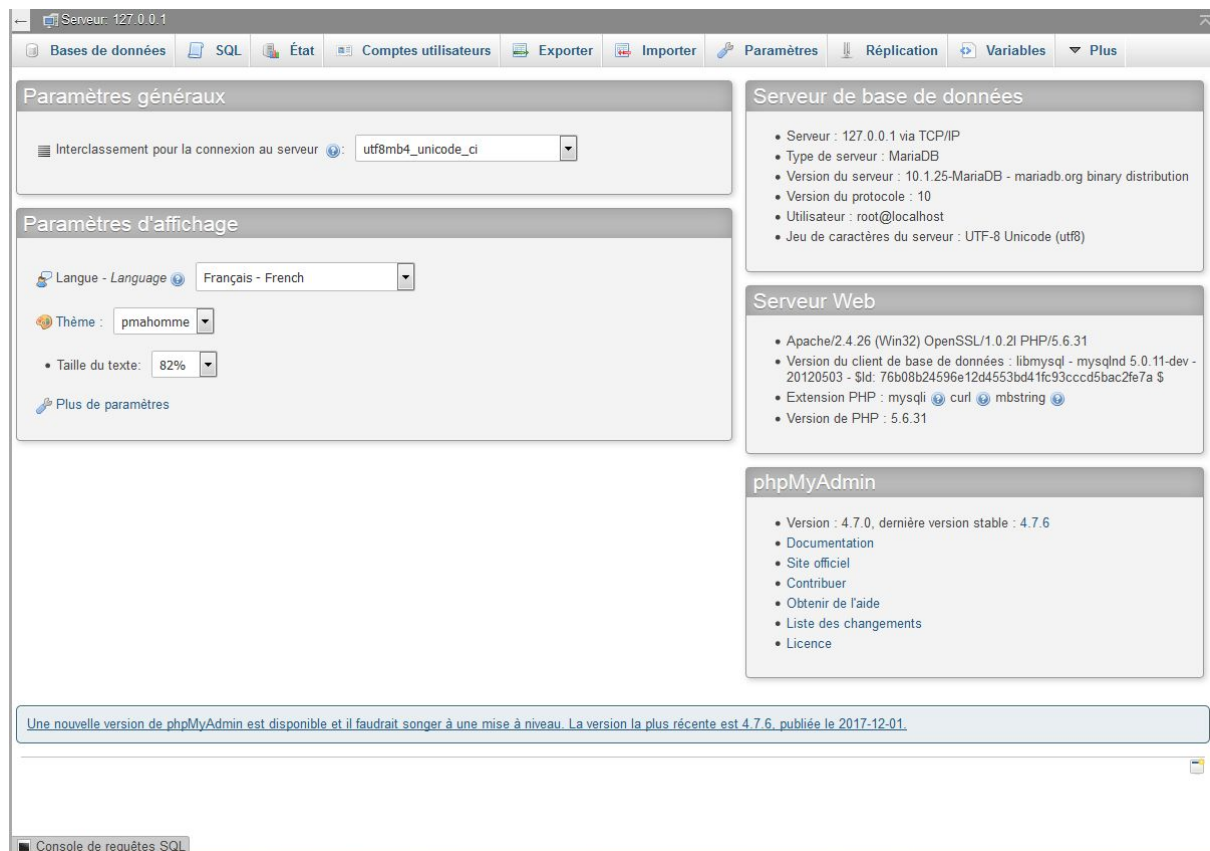 Serveur: 127.0.0.1
Bases de données SQL État Comptes utilisateurs Exporter Importer Paramètres Réplication Variables Plus
Paramètres généraux
Interclassement pour la connexion au serveur : utf8mb4_unicode_ci
Paramètres d'affichage
Langue - Language Français - French
Thème : pmahomme
Taille du texte: 82%
Plus de paramètres
Serveur de base de données
Serveur : 127.0.0.1 via TCP/IP
Type de serveur : MariaDB
Version du serveur : 10.1.25-MariaDB - mariadb.org binary distribution
Version du protocole : 10
Utilisateur : root@localhost
Jeu de caractères du serveur : UTF-8 Unicode (utf8)
Serveur Web
Apache/2.4.26 (Win32) OpenSSL/1.0.2l PHP/5.6.31
Version du client de base de données : libmysql - mysqlnd 5.0.11-dev -
20120503 - $Id: 76b08b24596e12d4553bd41fc93cccd5bac2fe7a $
Extension PHP : mysqli curl mbstring
Version de PHP : 5.6.31
phpMyAdmin
Version : 4.7.0, dernière version stable : 4.7.6
Documentation
Site officiel
Contribuer
Obtenir de l'aide
Liste des changements
Licence
Une nouvelle version de phpMyAdmin est disponible et il faudrait songer à une mise à niveau. La version la plus récente est 4.7.6, publiée le 2017-12-01.
Console de requêtes SQL